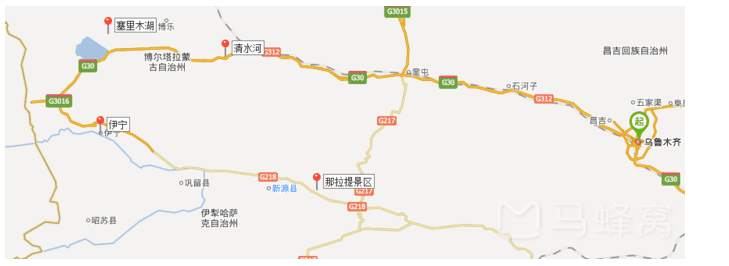 G3015
塞里木湖
博乐
清水河
G312
博尔塔拉蒙
古自治州
昌吉回族自治州
G30
G30
奎屯
G30
石河子
G312
五家渠
G3016
昌吉
起
乌鲁木齐
G217
伊宁
伊宁
G218
那拉提景区
G30
巩留县
新源县
G217
G218
昭苏县
伊犁哈萨
克自治州
马蜂窝